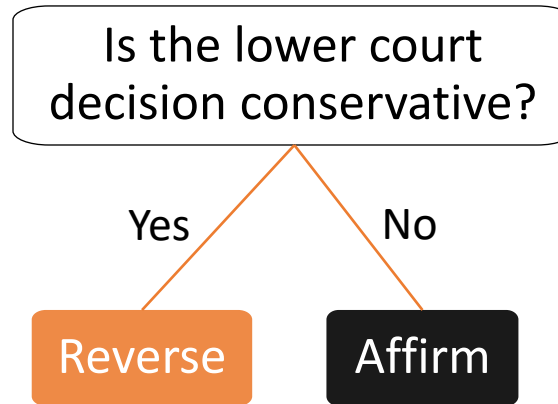 Is the lower court
decision conservative?
Yes
No
Reverse
Affirm